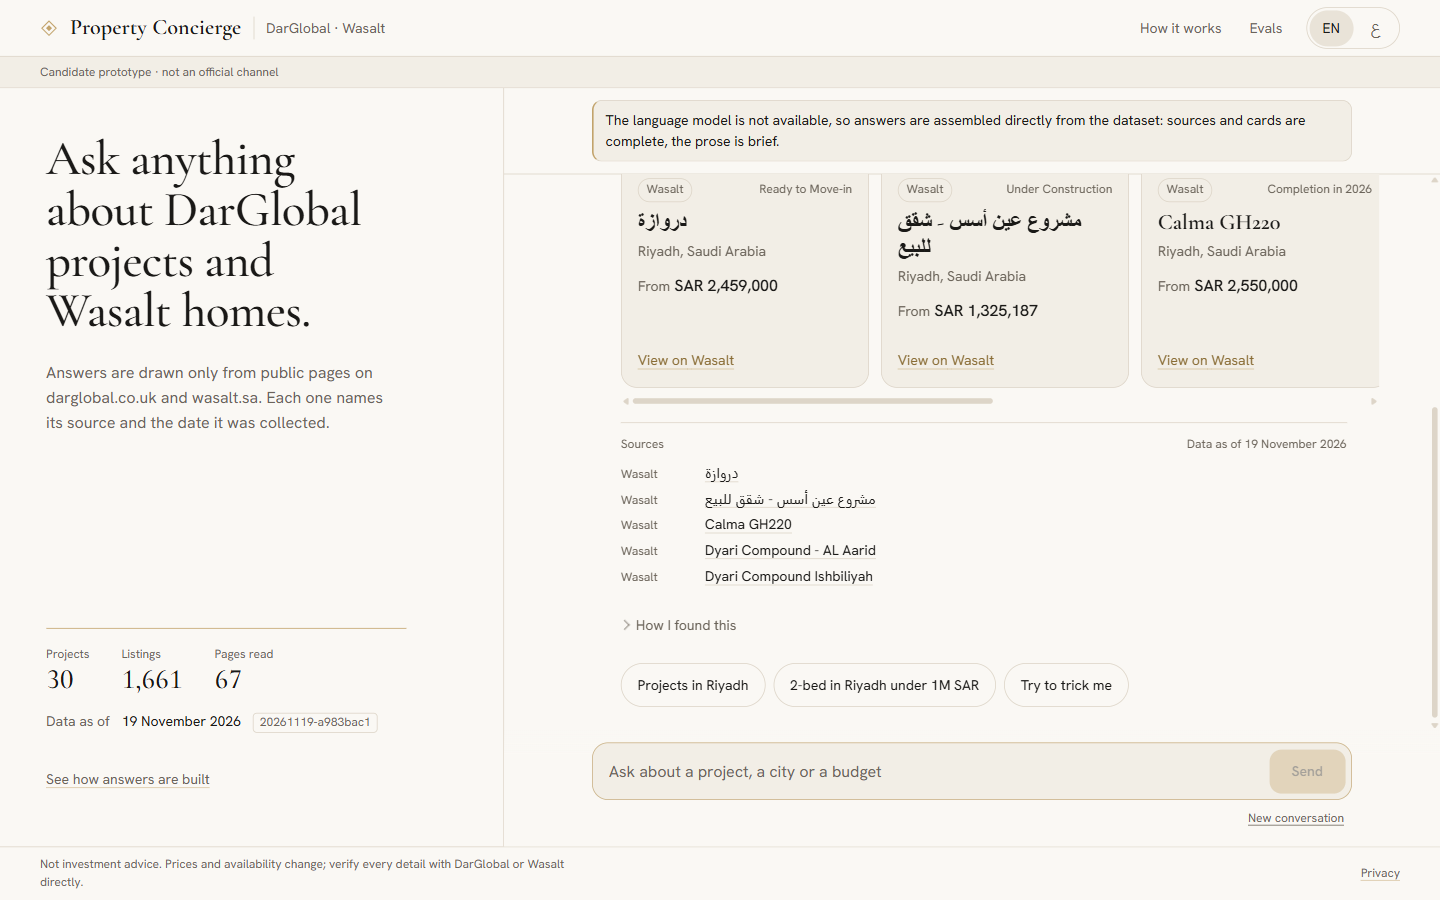 Property Concierge
DarGlobal · Wasalt
How it works
Evals
EN
ع
Candidate prototype · not an official channel
Ask anything
about DarGlobal
projects and
Wasalt homes.
Answers are drawn only from public pages on
darglobal.co.uk and wasalt.sa. Each one names
its source and the date it was collected.
Projects
30
Listings
1,661
Pages read
67
Data as of 19 November 2026 20261119-a983bac1
See how answers are built
The language model is not available, so answers are assembled directly from the dataset: sources and cards are
complete, the prose is brief.
Wasalt
Ready to Move-in
دروازة
Riyadh, Saudi Arabia
From SAR 2,459,000
View on Wasalt
Wasalt
Under Construction
مشروع عين أسس - شقق
للبيع
Riyadh, Saudi Arabia
From SAR 1,325,187
View on Wasalt
Wasalt
Completion in 2026
Calma GH220
Riyadh, Saudi Arabia
From SAR 2,550,000
View on Wasalt
Sources
Data as of 19 November 2026
Wasalt دروازة
Wasalt مشروع عين أسس - شقق للبيع
Wasalt Calma GH220
Wasalt Dyari Compound - AL Aarid
Wasalt Dyari Compound Ishbiliyah
How I found this
Projects in Riyadh
2-bed in Riyadh under 1M SAR
Try to trick me
Ask about a project, a city or a budget
Send
New conversation
Not investment advice. Prices and availability change; verify every detail with DarGlobal or Wasalt
directly.
Privacy